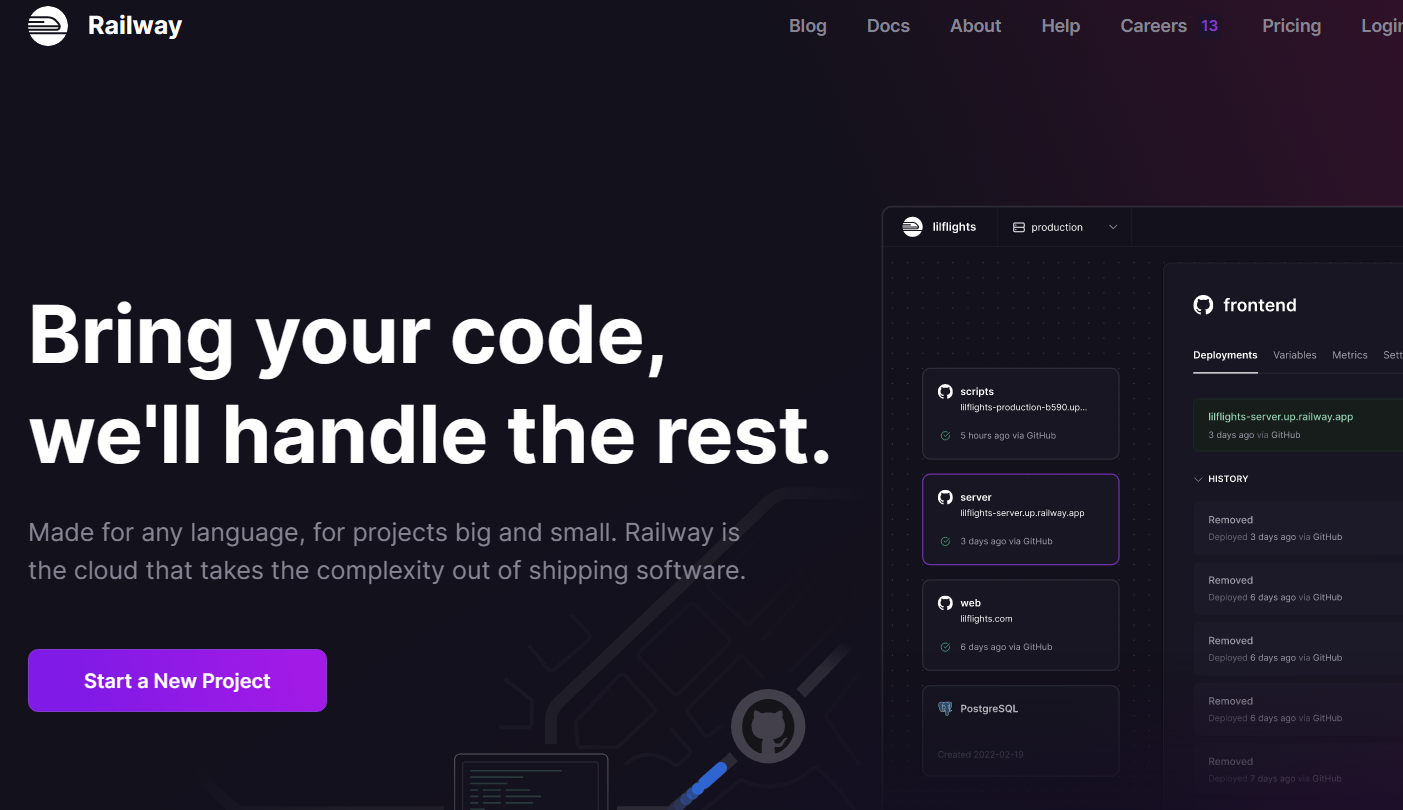 Railway
Blog Docs About Help Careers 13 Pricing Login
Bring your code,
we'll handle the rest.
Made for any language, for projects big and small. Railway is
the cloud that takes the complexity out of shipping software.
Start a New Project
lilflights production
scripts
lilflights-production-b590.up...
5 hours ago via GitHub
server
lilflights-server.up.railway.app
3 days ago via GitHub
web
lilflights.com
6 days ago via GitHub
PostgreSQL
Created 2022-02-19
frontend
Deployments Variables Metrics Sett
lilflights-server.up.railway.app
3 days ago via GitHub
HISTORY
Removed
Deployed 3 days ago via GitHub
Removed
Deployed 6 days ago via GitHub
Removed
Deployed 6 days ago via GitHub
Removed
Deployed 6 days ago via GitHub
Removed
Deployed 7 days ago via GitHub